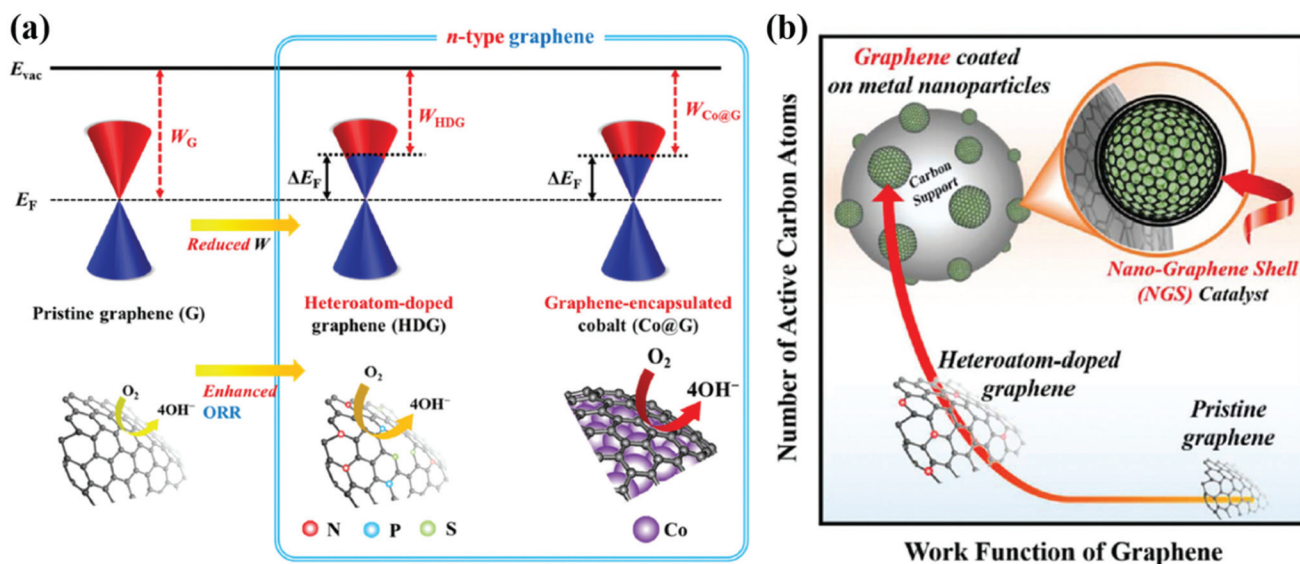 (a)
n-type graphene
Evac
WG
WHDG
WCo@G
ΔEF
ΔEF
EF
Reduced W
Pristine graphene (G)
Heteroatom-doped
graphene (HDG)
Graphene-encapsulated
cobalt (Co@G)
O2
4OH−
Enhanced
ORR
O2
4OH−
O2
4OH−
N
P
S
Co
(b)
Number of Active Carbon Atoms
Graphene coated
on metal nanoparticles
Carbon
Support
Nano-Graphene Shell
(NGS) Catalyst
Heteroatom-doped
graphene
Pristine
graphene
Work Function of Graphene